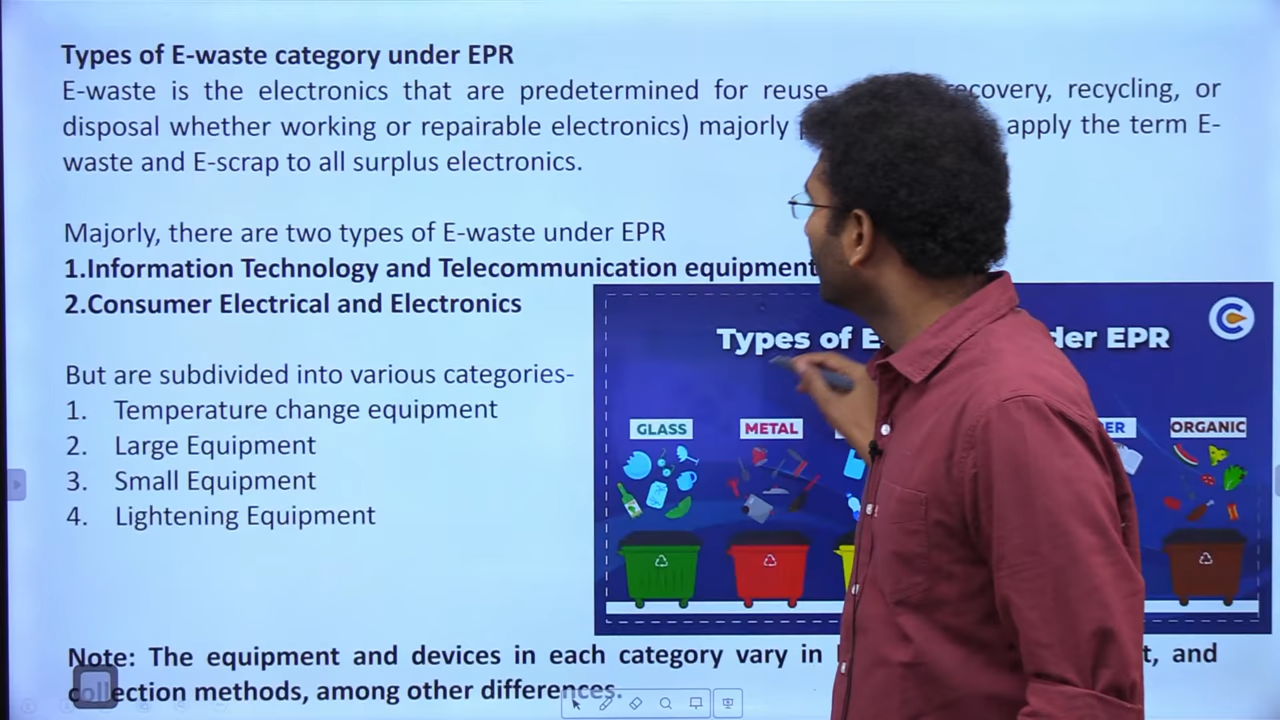 Types of E-waste category under EPR
E-waste is the electronics that are predetermined for reuse recovery, recycling, or
disposal whether working or repairable electronics) majorly apply the term E-
waste and E-scrap to all surplus electronics.
Majorly, there are two types of E-waste under EPR
1.Information Technology and Telecommunication equipment
2.Consumer Electrical and Electronics
But are subdivided into various categories-
1. Temperature change equipment
2. Large Equipment
3. Small Equipment
4. Lightening Equipment
Types of EPR
GLASS
METAL
ORGANIC
Note: The equipment and devices in each category vary in and
collection methods, among other differences.